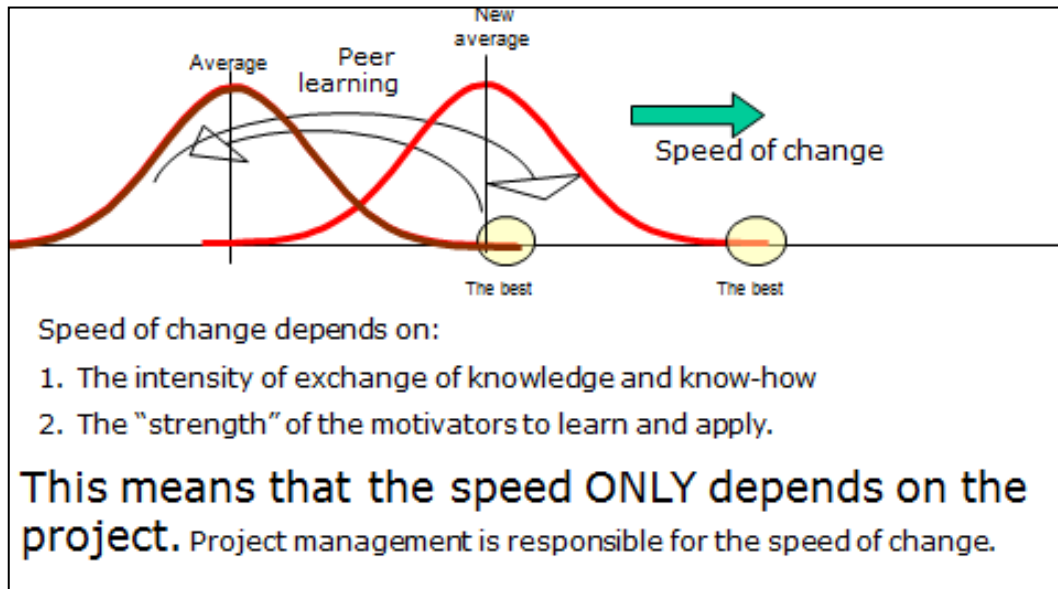 New
average
Average
Peer
learning
Speed of change
The best
The best
Speed of change depends on:
1. The intensity of exchange of knowledge and know-how
2. The “strength” of the motivators to learn and apply.
This means that the speed ONLY depends on the
project. Project management is responsible for the speed of change.